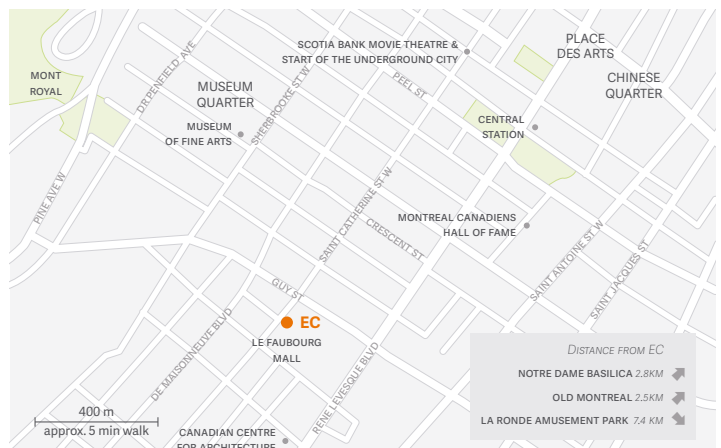 SCOTIA BANK MOVIE THEATRE &
START OF THE UNDERGROUND CITY
PLACE
DES ARTS
CHINESE
QUARTER
MONT
ROYAL
DR PENFIELD AVE
MUSEUM
QUARTER
SHERBROOKE ST W
PEEL ST
MUSEUM
OF FINE ARTS
CENTRAL
STATION
PINE AVE W
SAINT CATHERINE ST W
CRESCENT ST
MONTREAL CANADIENS
HALL OF FAME
SAINT ANTOINE ST W
SAINT JACQUES ST
GUY ST
EC
LE FAUBOURG
MALL
DE MAISONNEUVE BLVD
RENE LEVESQUE BLVD
DISTANCE FROM EC
NOTRE DAME BASILICA 2.8KM
OLD MONTREAL 2.5KM
LA RONDE AMUSEMENT PARK 7.4 KM
400 m
approx. 5 min walk
CANADIAN CENTRE
FOR ARCHITECTURE